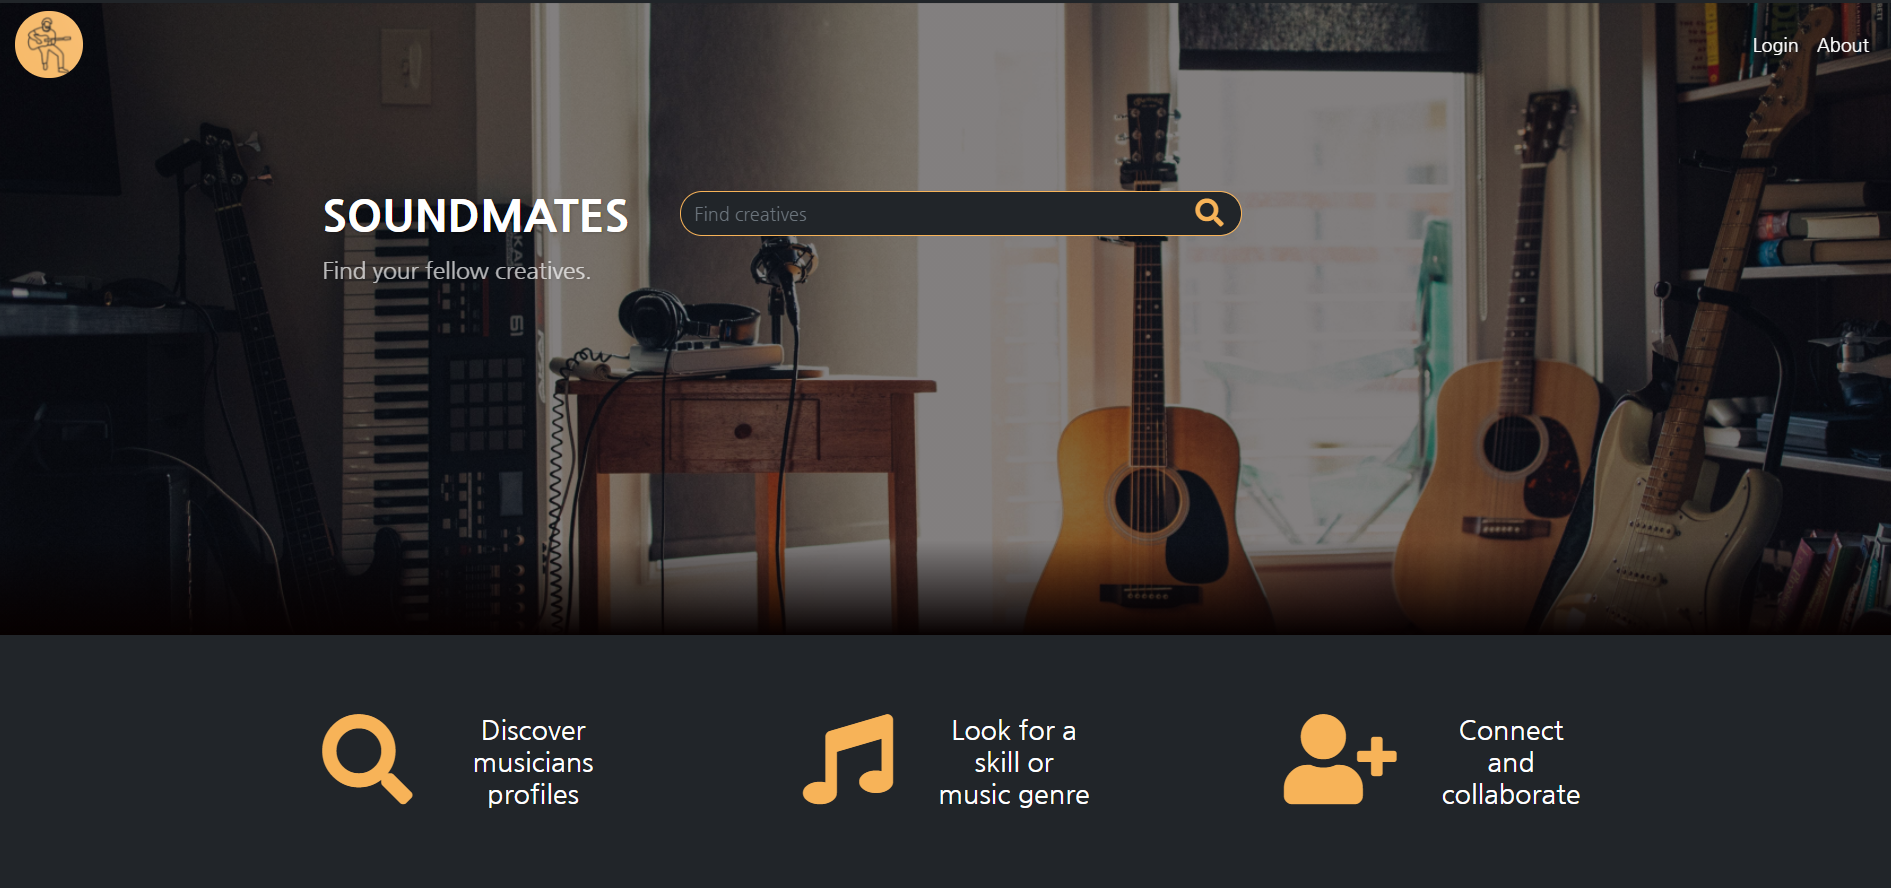 Login About
SOUNDMATES
Find creatives
Find your fellow creatives.
61
Discover
musicians
profiles
Look for a
skill or
music genre
Connect
and
collaborate